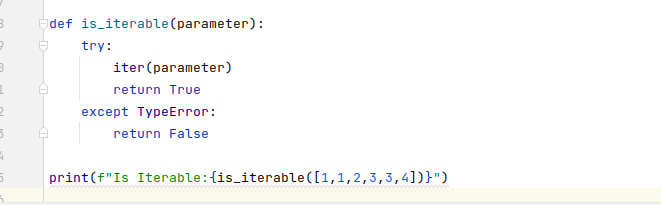 def is_iterable(parameter):
    try:
        iter(parameter)
        return True
    except TypeError:
        return False
print(f"Is Iterable:{is_iterable([1,1,2,3,3,4])}")